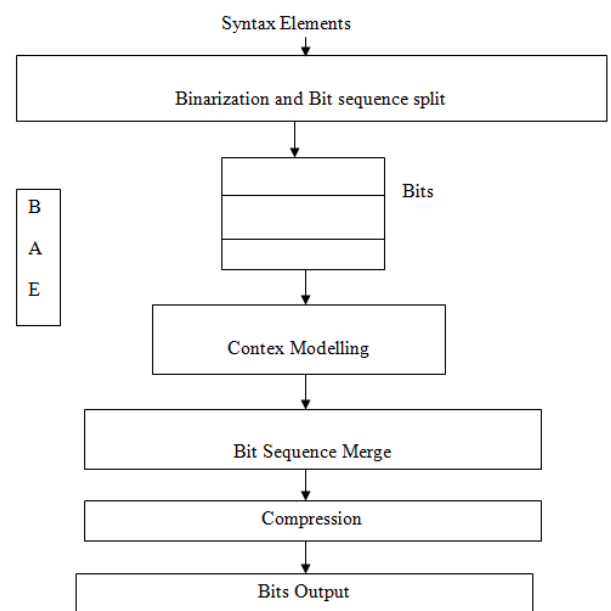 Syntax Elements
Binarization and Bit sequence split
Bits
B
A
E
Contex Modelling
Bit Sequence Merge
Compression
Bits Output